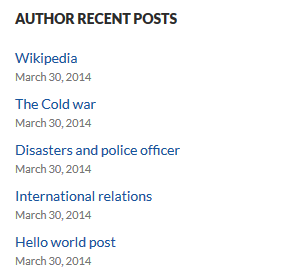 AUTHOR RECENT POSTS
Wikipedia
March 30, 2014
The Cold war
March 30, 2014
Disasters and police officer
March 30, 2014
International relations
March 30, 2014
Hello world post
March 30, 2014